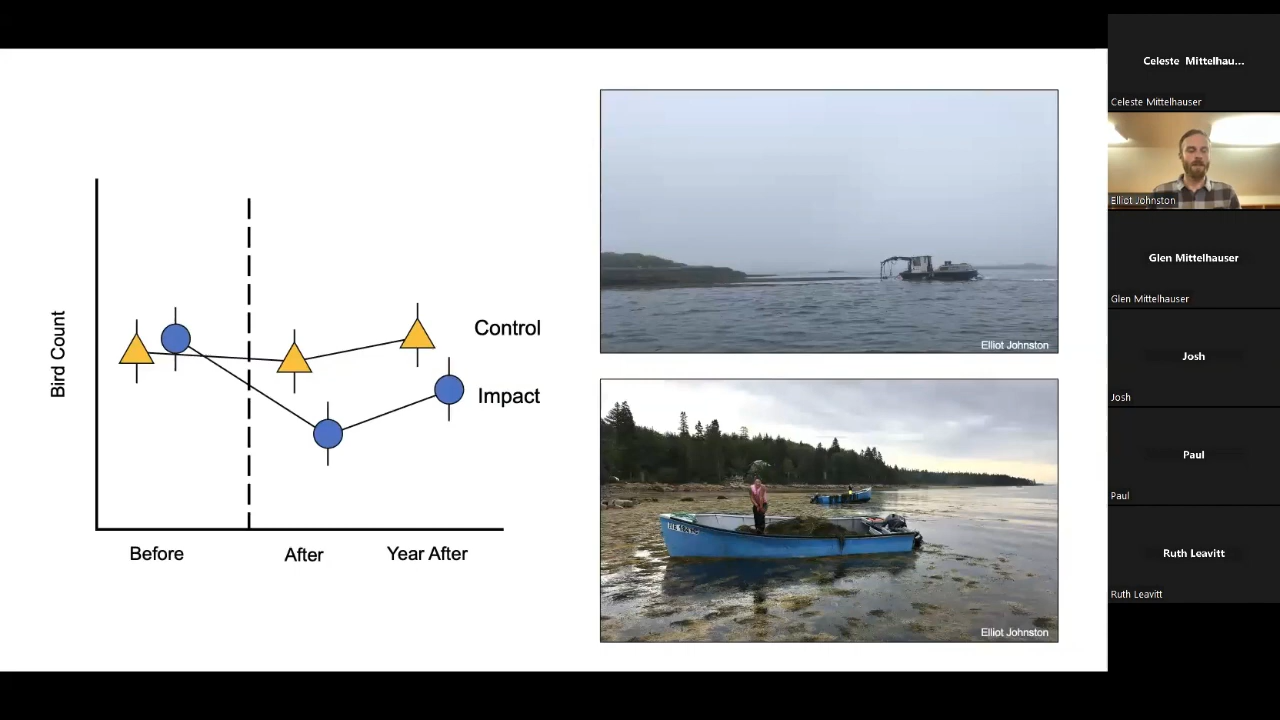 Bird Count
Control
Impact
Before
After
Year After
Elliot Johnston
Elliot Johnston
Celeste Mittelhau...
Celeste Mittelhauser
Elliot Johnston
Glen Mittelhauser
Glen Mittelhauser
Josh
Josh
Paul
Paul
Ruth Leavitt
Ruth Leavitt